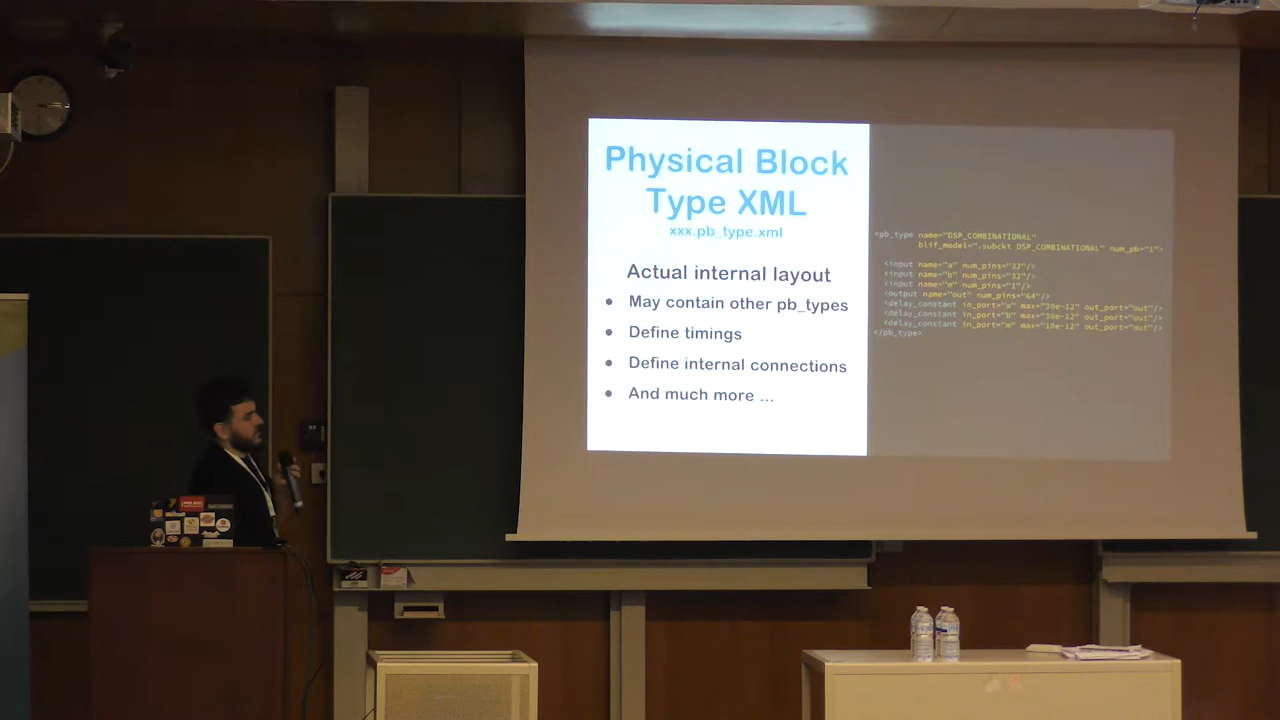 Physical Block
Type XML
xxx.pb_type.xml
Actual internal layout
● May contain other pb_types
● Define timings
● Define internal connections
● And much more ...
<pb_type name="DSP_COMBINATIONAL"
blif_model=".subckt DSP_COMBINATIONAL" num_pb="1">
<input name="a" num_pins="32"/>
<input name="b" num_pins="32"/>
<input name="m" num_pins="1"/>
<output name="out" num_pins="64"/>
<delay_constant in_port="a" max="30e-12" out_port="out"/>
<delay_constant in_port="b" max="30e-12" out_port="out"/>
<delay_constant in_port="m" max="10e-12" out_port="out"/>
</pb_type>